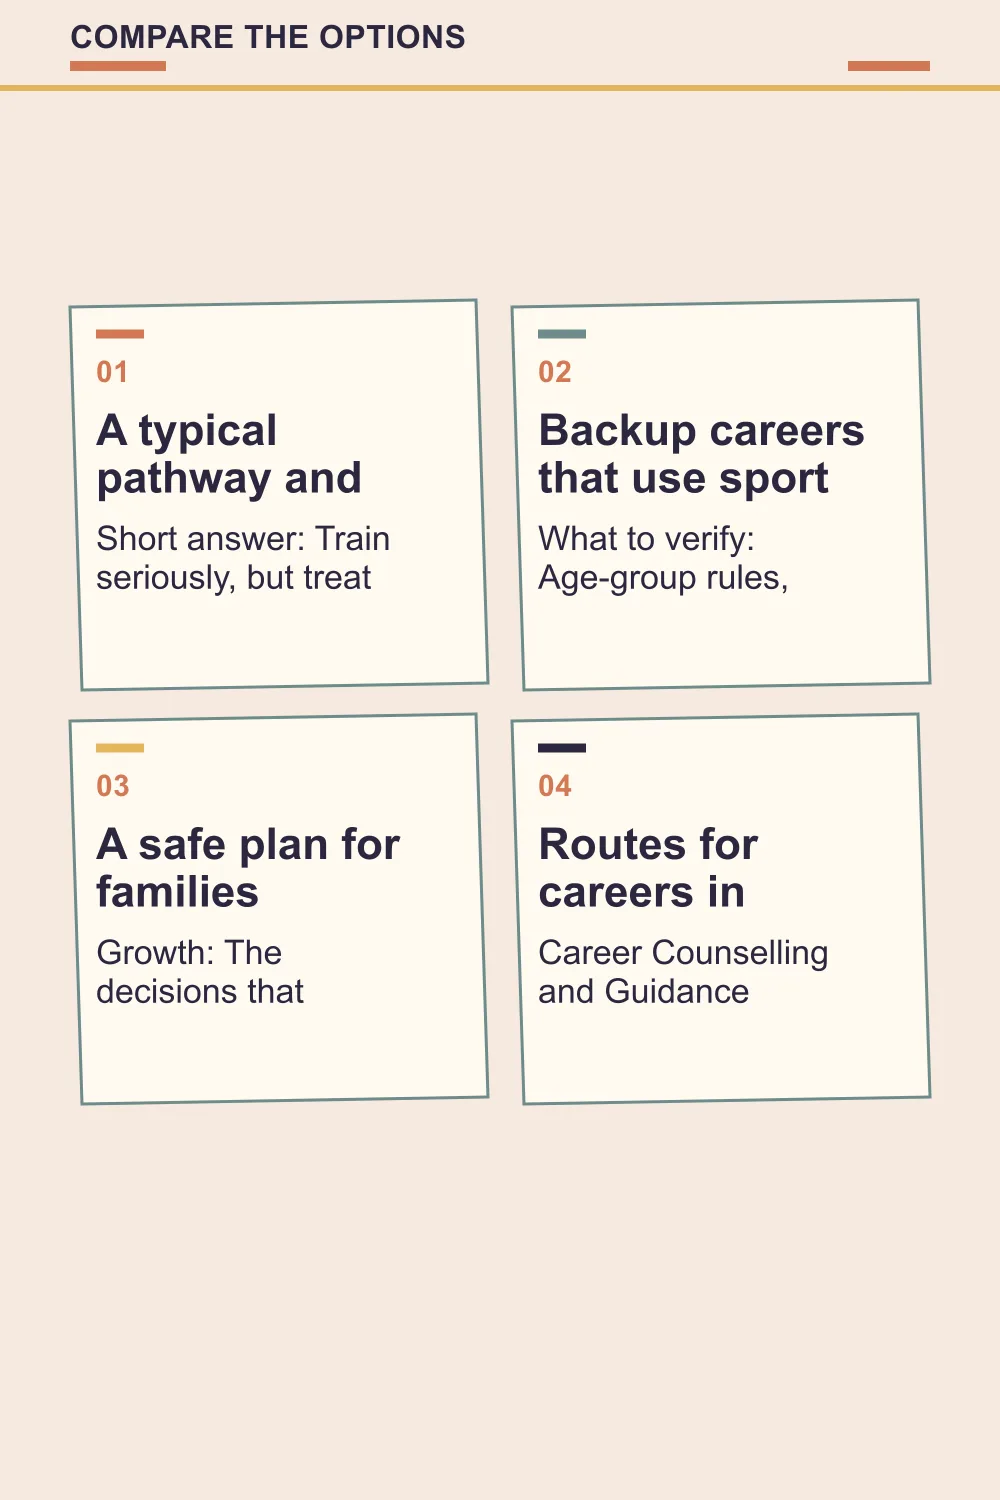 COMPARE THE OPTIONS
01
A typical
pathway and
Short answer: Train
seriously, but treat
02
Backup careers
that use sport
What to verify:
Age-group rules,
03
A safe plan for
families
Growth: The
decisions that
04
Routes for
careers in
Career Counselling
and Guidance